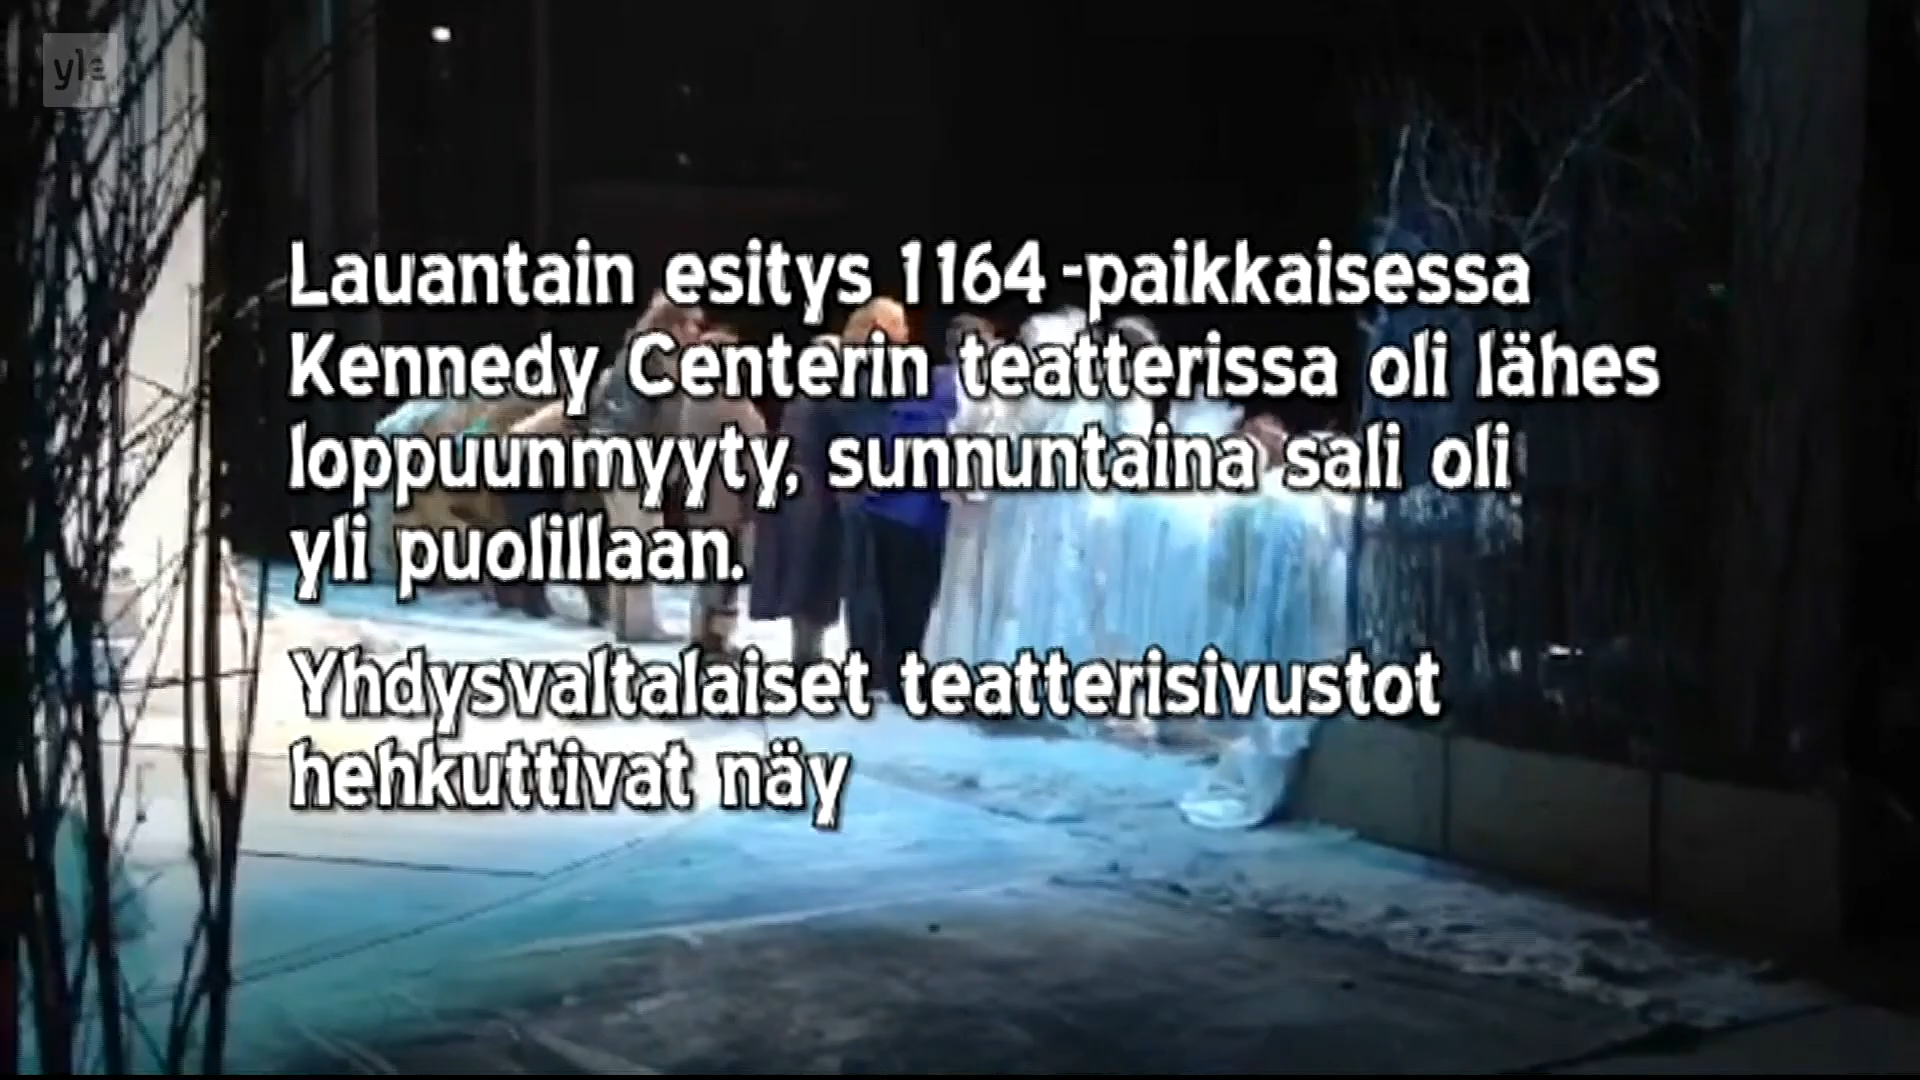 yle
Lauantain esitys 1164-paikkaisessa
Kennedy Centerin teatterissa oli lähes
loppuunmyyty, sunnuntaina sali oli
yli puolillaan.
Yhdysvaltalaiset teatterisivustot
hehkuttivat näy